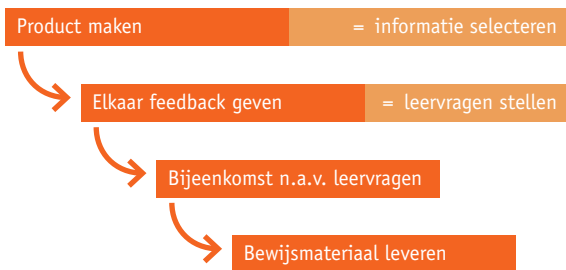 Product maken = informatie selecteren
Elkaar feedback geven = leervragen stellen
Bijeenkomst n.a.v. leervragen
Bewijsmateriaal leveren